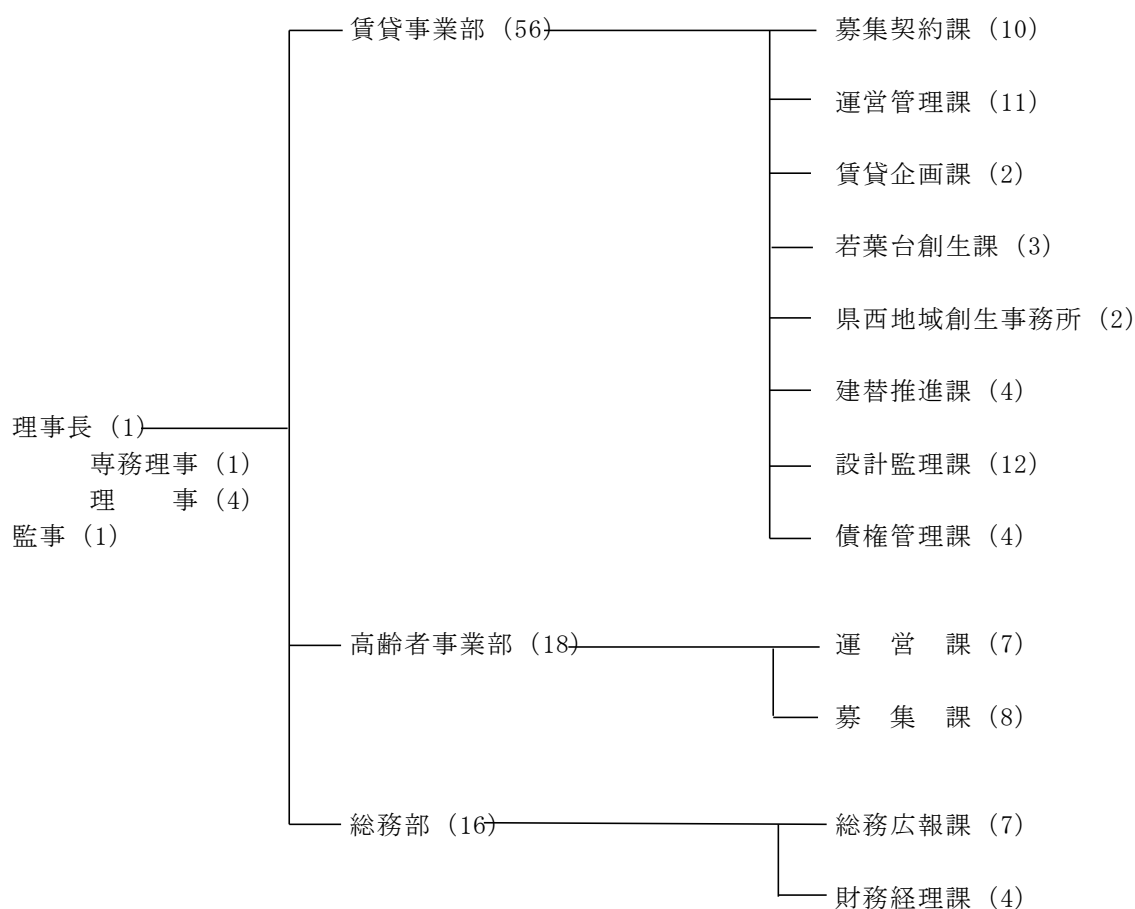 賃貸事業部（56）
募集契約課（10）
運営管理課（11）
賃貸企画課（2）
若葉台創生課（3）
県西地域創生事務所（2）
建替推進課（4）
設計監理課（12）
債権管理課（4）
理事長（1）
専務理事（1）
理　　事（4）
監事（1）
高齢者事業部（18）
運　営　課（7）
募　集　課（8）
総務部（16）
総務広報課（7）
財務経理課（4）